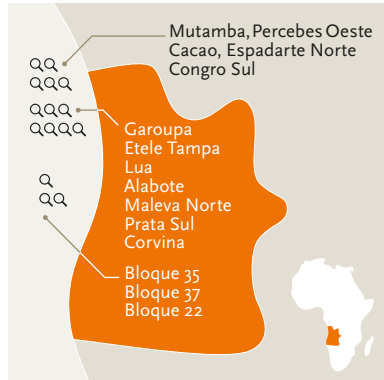 Mutamba, Percebes Oeste
Cacao, Espadarte Norte
Congro Sul
Garoupa
Etele Tampa
Lua
Alabote
Maleva Norte
Prata Sul
Corvina
Bloque 35
Bloque 37
Bloque 22